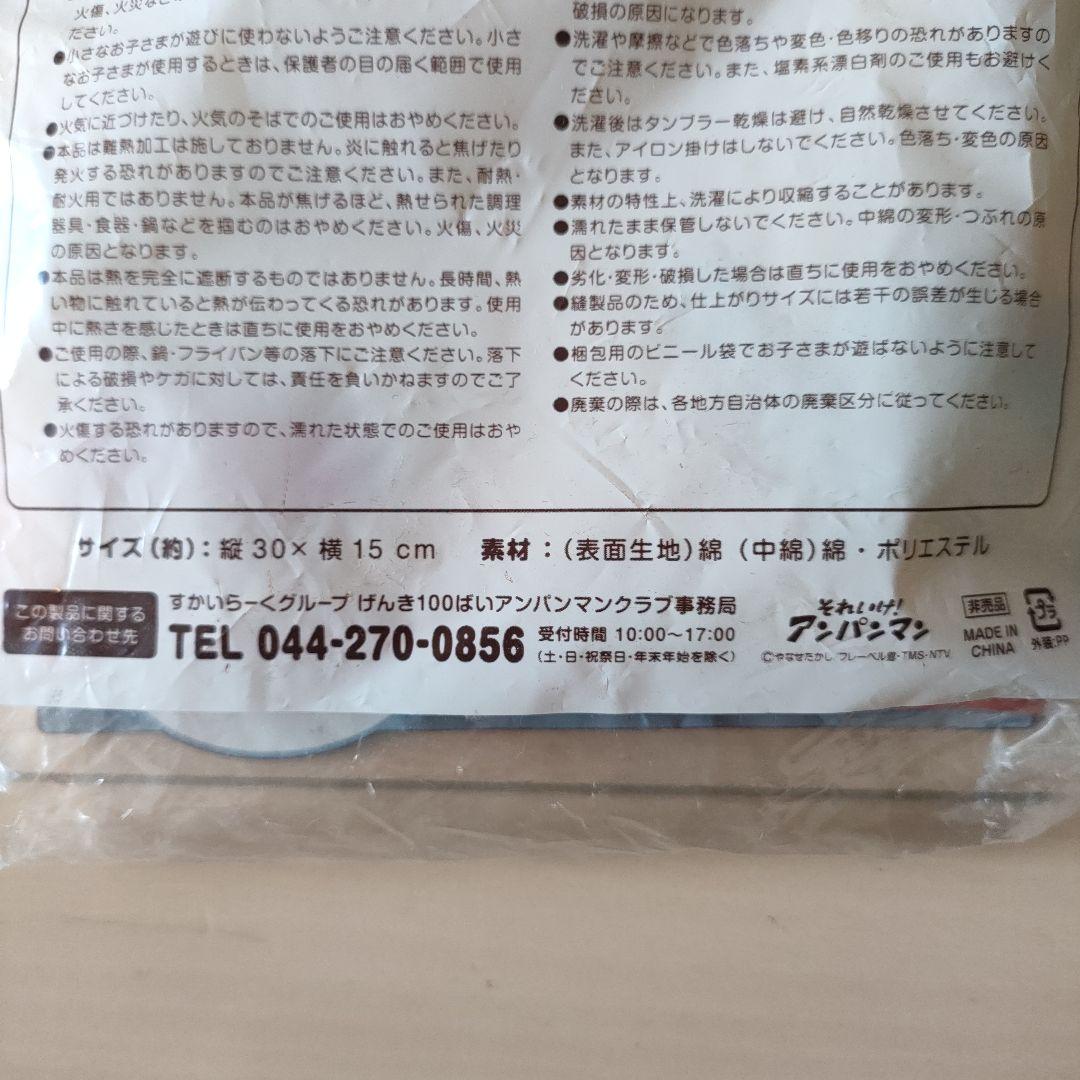 火傷、火災な
ださい。
●小さなお子さまが遊びに使わないようご注意ください。小さ
なお子さまが使用するときは、保護者の目の届く範囲で使用
してください。
●火気に近づけたり、火気のそばでのご使用はおやめください。
●本品は難熱加工は施しておりません。炎に触れると焦げたり
発火する恐れがありますのでご注意ください。また、耐熱・
耐火用ではありません。本品が焦げるほど、熱せられた調理
器具・食器・鍋などを掴むのはおやめください。火傷、火災
の原因となります。
●本品は熱を完全に遮断するものではありません。長時間、熱
い物に触れていると熱が伝わってくる恐れがあります。使用
中に熱さを感じたときは直ちに使用をおやめください。
●ご使用の際、鍋・フライパン等の落下にご注意ください。落下
による破損やケガに対しては、責任を負いかねますのでご了
承ください。
●火傷する恐れがありますので、濡れた状態でのご使用はおや
めください。
破損の原因になります。
●洗濯や摩擦などで色落ちや変色・色移りの恐れがありますの
でご注意ください。また、塩素系漂白剤のご使用もお避けく
ださい。
●洗濯後はタンブラー乾燥は避け、自然乾燥させてください。
また、アイロン掛けはしないでください。色落ち・変色の原因
となります。
●素材の特性上、洗濯により収縮することがあります。
●濡れたまま保管しないでください。中綿の変形・つぶれの原
因となります。
●劣化・変形・破損した場合は直ちに使用をおやめください。
●縫製品のため、仕上がりサイズには若干の誤差が生じる場合
があります。
●梱包用のビニール袋でお子さまが遊ばないように注意して
ください。
●廃棄の際は、各地方自治体の廃棄区分に従ってください。
サイズ（約）：縦 30× 横 15 cm 素材：（表面生地）綿（中綿）綿・ポリエステル
この製品に関する
お問い合わせ先
すかいらーくグループ げんき100ばいアンパンマンクラブ事務局
TEL 044-270-0856 受付時間 10:00～17:00
（土・日・祝祭日・年末年始を除く）
それいけ！
アンパンマン
©やなせたかし／フレーベル館・TMS・NTV
非売品
MADE IN
CHINA
プラ
外装:PP